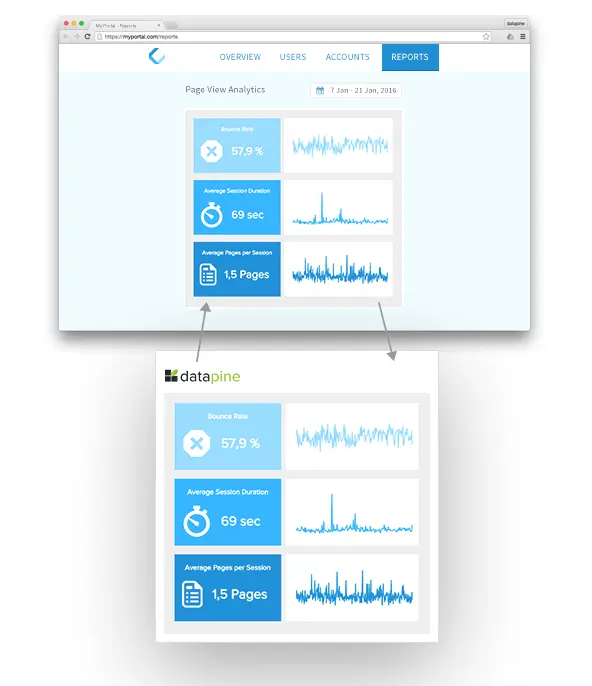 My Portal - Reports
datapine
https://myportal.com/reports
OVERVIEW USERS ACCOUNTS REPORTS
Page View Analytics
7 Jan - 21 Jan, 2016
Bounce Rate
57,9 %
Average Session Duration
69 sec
Average Pages per Session
1,5 Pages
datapine
Bounce Rate
57,9 %
Average Session Duration
69 sec
Average Pages per Session
1,5 Pages